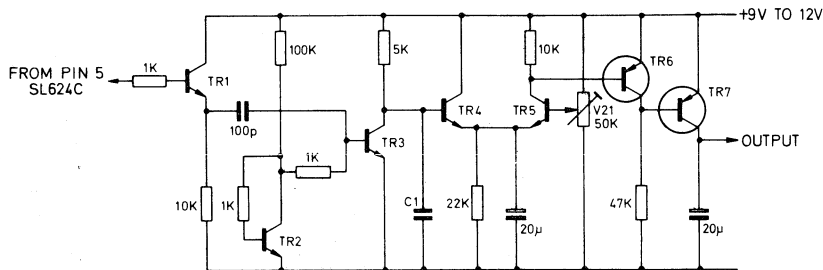 +9V TO 12V
FROM PIN 5
SL624C
1K
TR1
100K
5K
10K
TR6
TR7
100p
TR3
TR4
TR5
V21
50K
OUTPUT
1K
10K
1K
TR2
C1
22K
20µ
47K
20µ